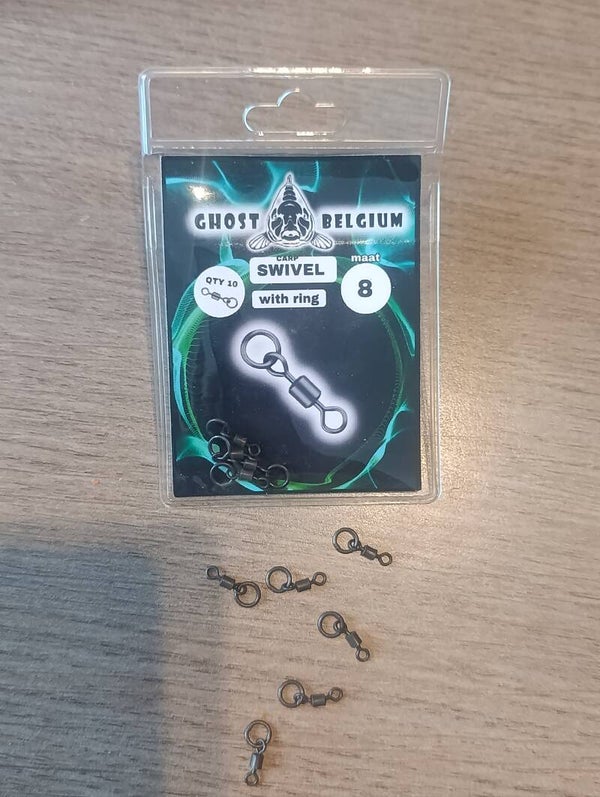 GHOST BELGIUM
CARP
SWIVEL
with ring
QTY 10
maat
8